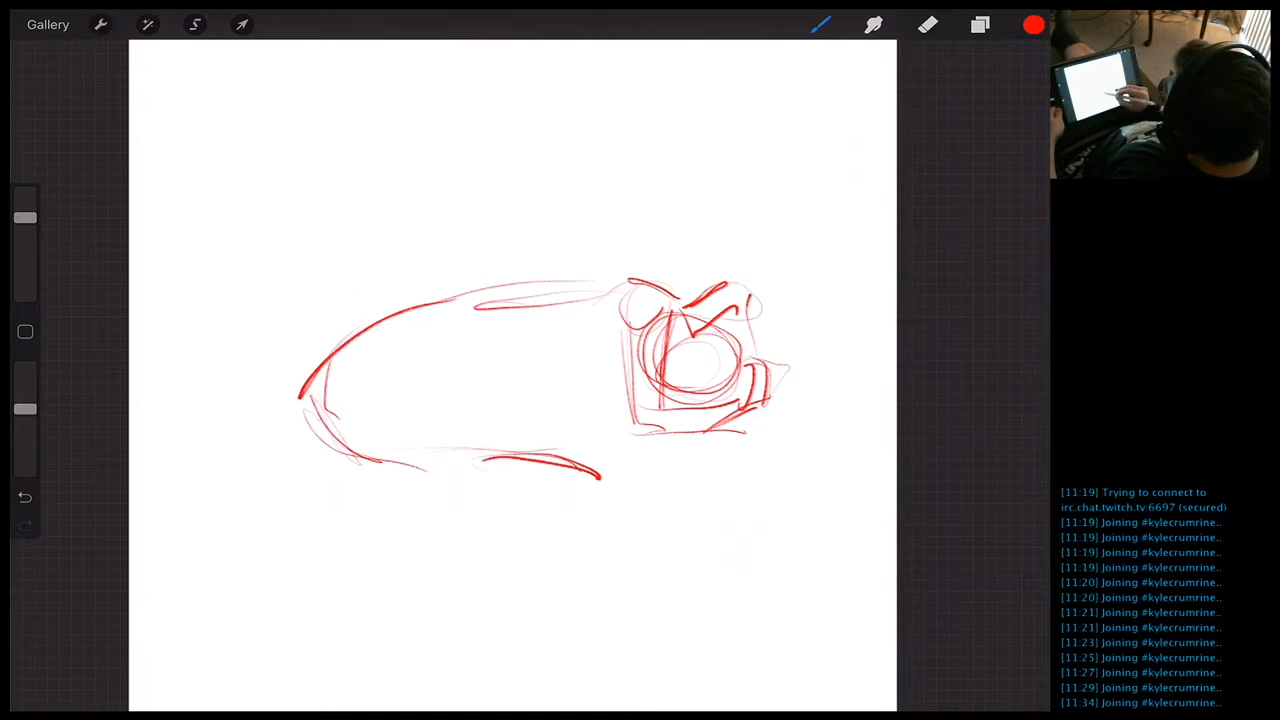 Gallery
[11:19] Trying to connect to
irc.chat.twitch.tv:6697 (secured)
[11:19] Joining #kylecrumrine..
[11:19] Joining #kylecrumrine..
[11:19] Joining #kylecrumrine..
[11:19] Joining #kylecrumrine..
[11:20] Joining #kylecrumrine..
[11:20] Joining #kylecrumrine..
[11:21] Joining #kylecrumrine..
[11:21] Joining #kylecrumrine..
[11:23] Joining #kylecrumrine..
[11:25] Joining #kylecrumrine..
[11:27] Joining #kylecrumrine..
[11:29] Joining #kylecrumrine..
[11:34] Joining #kylecrumrine..